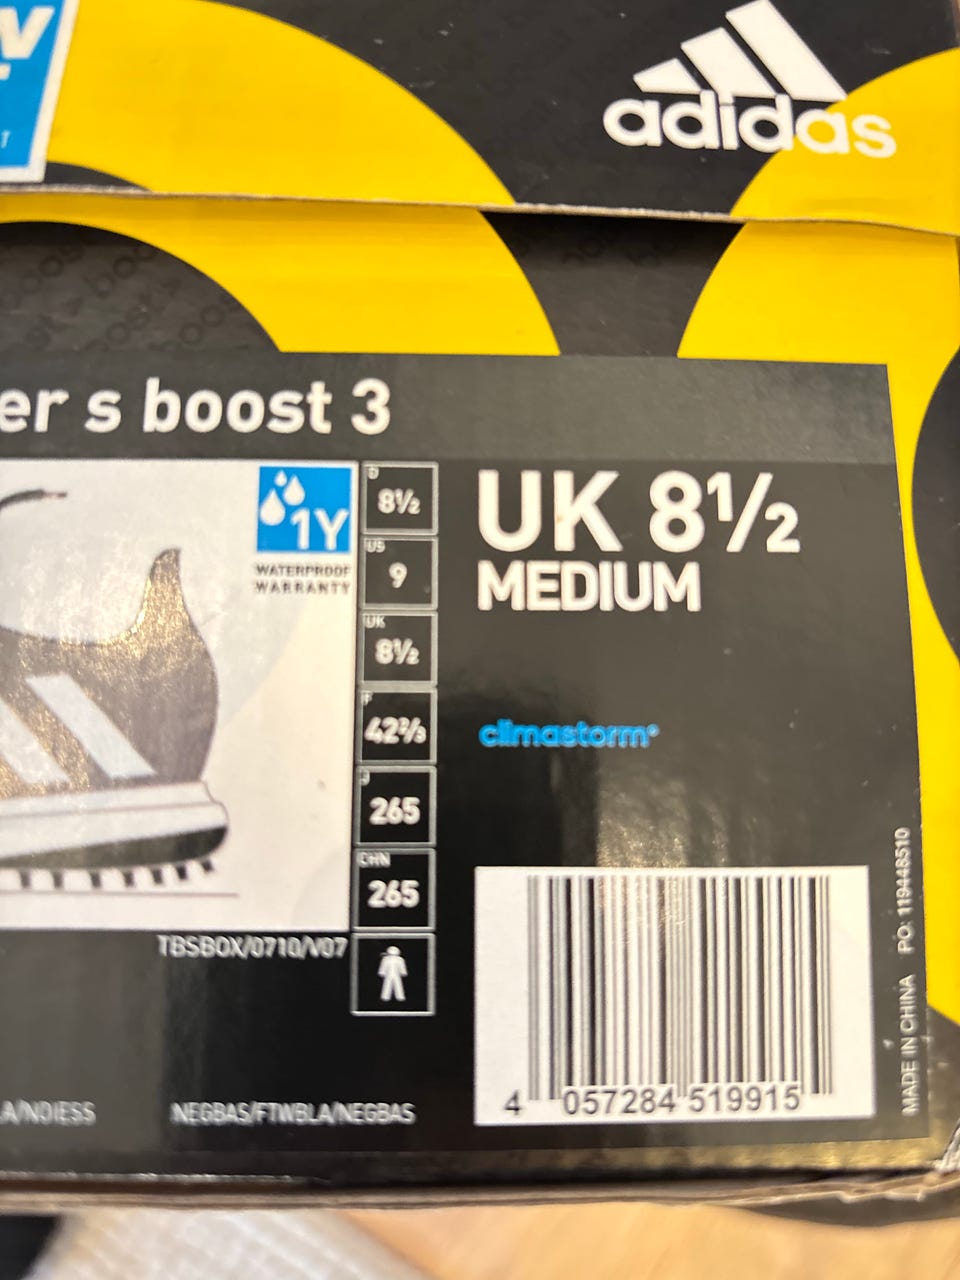 adidas
er s boost 3
1Y
WATERPROOF
WARRANTY
D
8½
US
9
UK
8½
F
42⅔
J
265
CHN
265
UK 8½
MEDIUM
climastorm®
TBSBOX/0710/V07
A/NOIESS
NEGBAS/FTWBLA/NEGBAS
4 057284 519915
MADE IN CHINA PO: 119448510